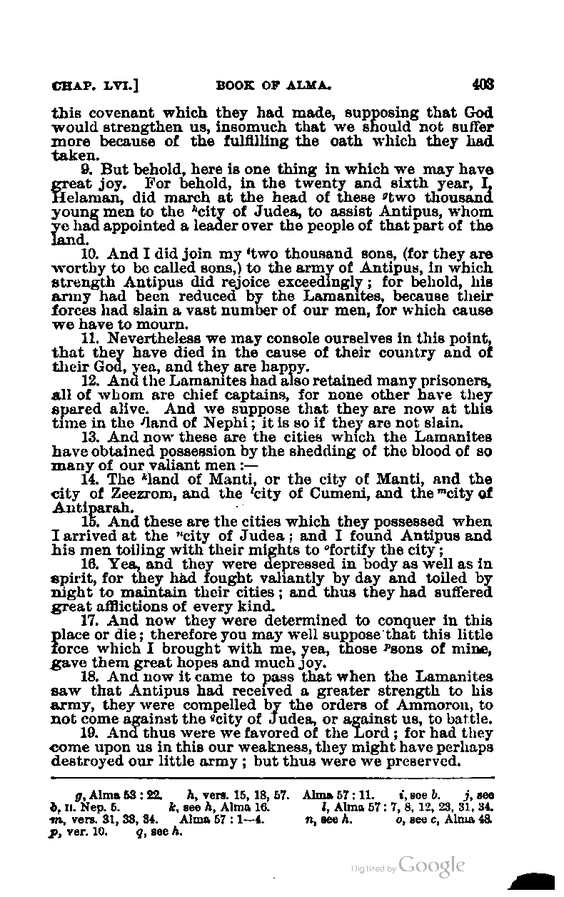 CHAP. LVI.] BOOK OF ALMA. 403
this covenant which they had made, supposing that God
would strengthen us, insomuch that we should not suffer
more because of the fulfilling the oath which they had
taken.
9. But behold, here is one thing in which we may have
great joy. For behold, in the twenty and sixth year, I,
Helaman, did march at the head of these ᵍtwo thousand
young men to the ʰcity of Judea, to assist Antipus, whom
ye had appointed a leader over the people of that part of the
land.
10. And I did join my ⁱtwo thousand sons, (for they are
worthy to be called sons,) to the army of Antipus, in which
strength Antipus did rejoice exceedingly; for behold, his
army had been reduced by the Lamanites, because their
forces had slain a vast number of our men, for which cause
we have to mourn.
11. Nevertheless we may console ourselves in this point,
that they have died in the cause of their country and of
their God, yea, and they are happy.
12. And the Lamanites had also retained many prisoners,
all of whom are chief captains, for none other have they
spared alive. And we suppose that they are now at this
time in the ʲland of Nephi; it is so if they are not slain.
13. And now these are the cities which the Lamanites
have obtained possession by the shedding of the blood of so
many of our valiant men:—
14. The ᵏland of Manti, or the city of Manti, and the
city of Zeezrom, and the ˡcity of Cumeni, and the ᵐcity of
Antiparah.
15. And these are the cities which they possessed when
I arrived at the ⁿcity of Judea; and I found Antipus and
his men toiling with their mights to ᵒfortify the city;
16. Yea, and they were depressed in body as well as in
spirit, for they had fought valiantly by day and toiled by
night to maintain their cities; and thus they had suffered
great afflictions of every kind.
17. And now they were determined to conquer in this
place or die; therefore you may well suppose that this little
force which I brought with me, yea, those ᵖsons of mine,
gave them great hopes and much joy.
18. And now it came to pass that when the Lamanites
saw that Antipus had received a greater strength to his
army, they were compelled by the orders of Ammoron, to
not come against the qcity of Judea, or against us, to battle.
19. And thus were we favored of the Lord; for had they
come upon us in this our weakness, they might have perhaps
destroyed our little army; but thus were we preserved.
g, Alma 53: 22. h, vers. 15, 18, 57. Alma 57: 11. i, see b. j, see
b, II. Nep. 5. k, see h, Alma 16. l, Alma 57: 7, 8, 12, 23, 31, 34.
m, vers. 31, 33, 34. Alma 57: 1—4. n, see h. o, see c, Alma 48.
p, ver. 10. q, see h.
Digitized by Google